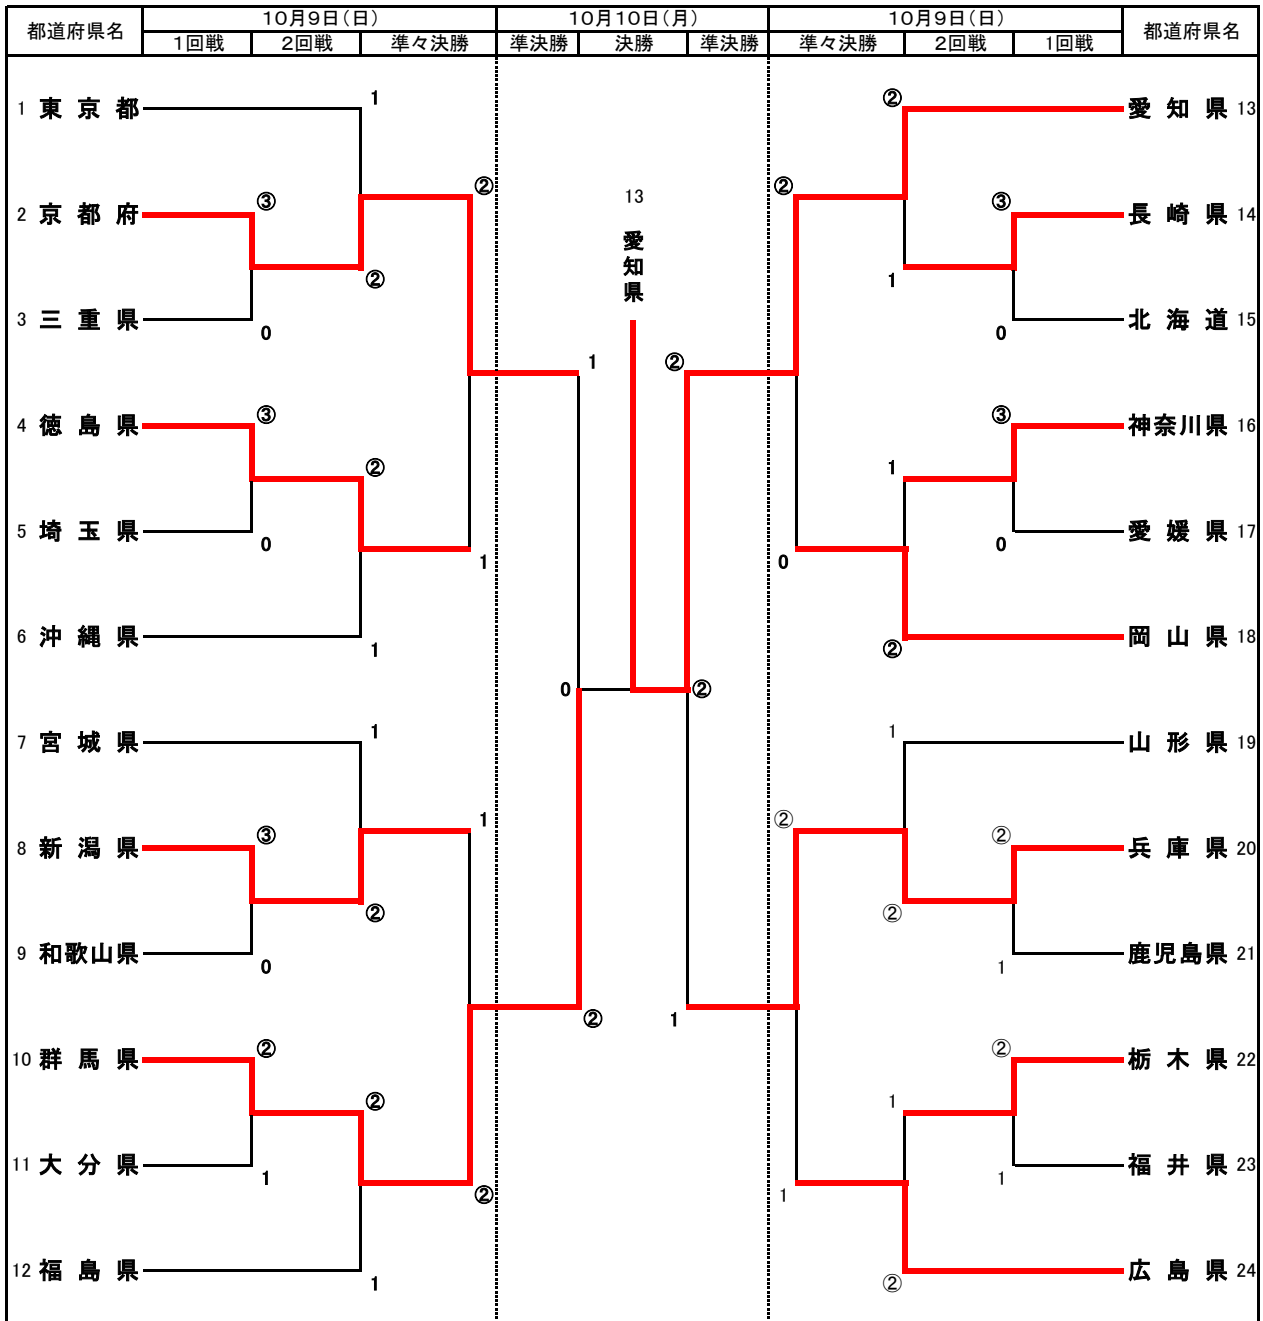 都道府県名 10月9日(日) 10月10日(月) 10月9日(日) 都道府県名
1回戦 2回戦 準々決勝 準決勝 決勝 準決勝 準々決勝 2回戦 1回戦
1 ②
1 東京都 愛知県 13
② 13 ②
③ ③
2 京都府 長崎県 14
愛知県
② 1
3 三重県 北海道 15
0 0
1 ②
③ ③
4 徳島県 神奈川県 16
② 1
5 埼玉県 愛媛県 17
0 0
1 0
6 沖縄県 岡山県 18
1 ②
0 ②
1 1
7 宮城県 山形県 19
1 ②
③ ②
8 新潟県 兵庫県 20
② ②
9 和歌山県 鹿児島県 21
0 1
② 1
② ②
10 群馬県 栃木県 22
② 1
11 大分県 福井県 23
1 1
② 1
12 福島県 広島県 24
1 ②